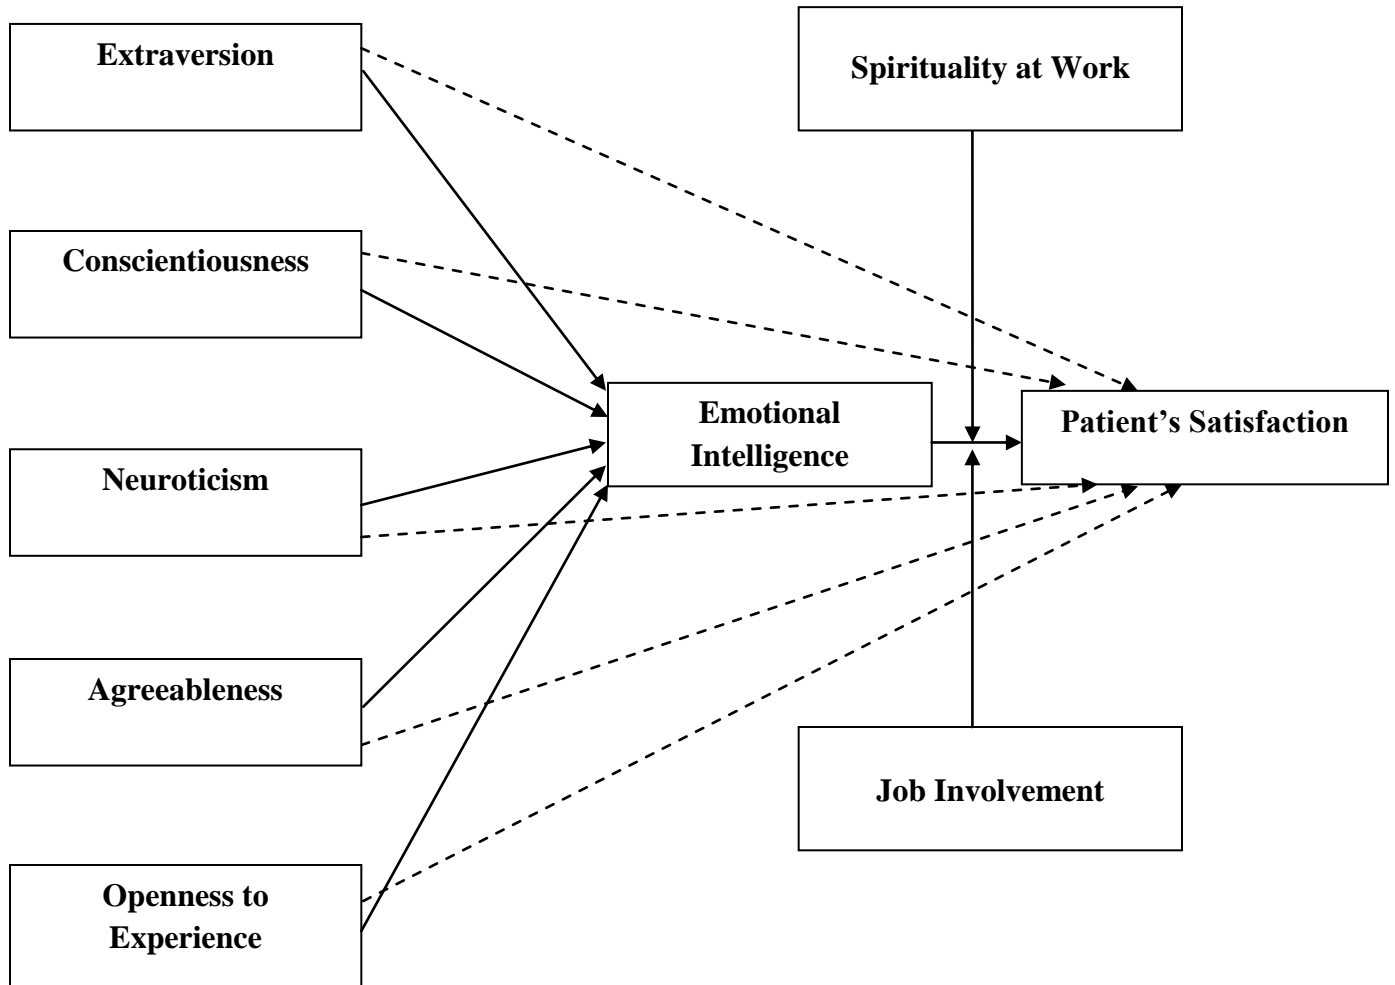 Extraversion
Spirituality at Work
Conscientiousness
Emotional
Intelligence
Patient’s Satisfaction
Neuroticism
Agreeableness
Job Involvement
Openness to
Experience